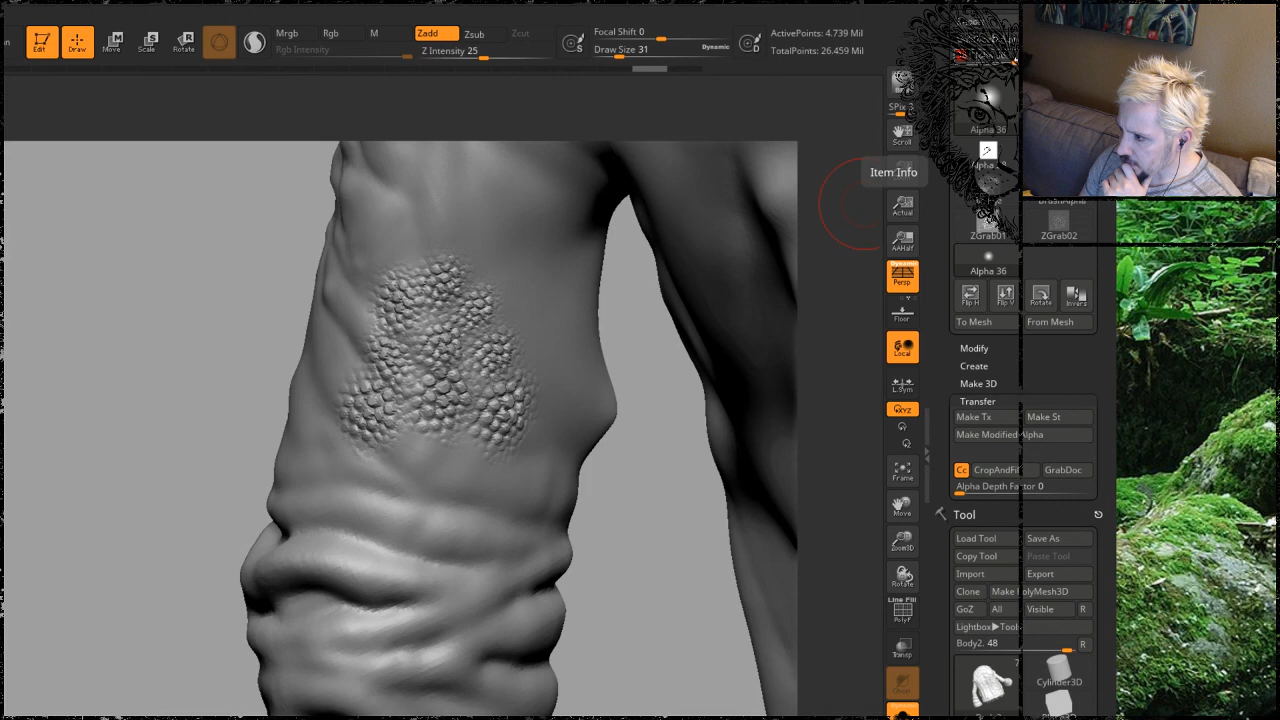 Edit
Draw
Move
Scale
Rotate
Mrgb Rgb M
Rgb Intensity
Zadd Zsub Zcut
Z Intensity 25
Focal Shift 0
Draw Size 31 Dynamic
ActivePoints: 4.739 Mil
TotalPoints: 26.459 Mil
SPix 3
Scroll
Item Info
Actual
AAHalf
Dynamic
Persp
Floor
Local
L.Sym
Frame
Move
Zoom3D
Rotate
Line Fill
PolyF
Transp
Alpha 36
ZGrab01
ZGrab02
Alpha 36
Flip H
Flip V
Rotate
Invers
To Mesh From Mesh
Modify
Create
Make 3D
Transfer
Make Tx Make St
Make Modified Alpha
Cc CropAndFil GrabDoc
Alpha Depth Factor 0
Tool
Load Tool Save As
Copy Tool Paste Tool
Import Export
Clone Make PolyMesh3D
GoZ All Visible R
Lightbox▶Tool
Body2. 48 R
Cylinder3D